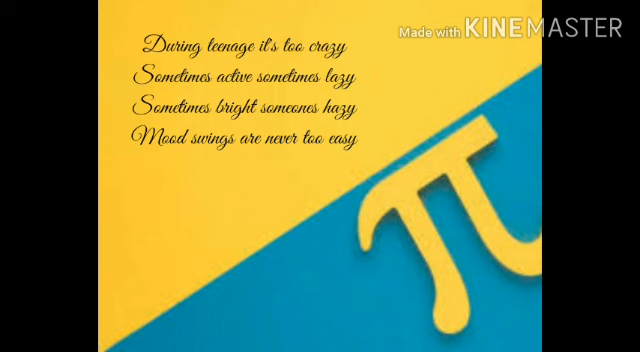 Made with KINEMASTER
During teenage it's too crazy
Sometimes active sometimes lazy
Sometimes bright someones hazy
Mood swings are never too easy
π